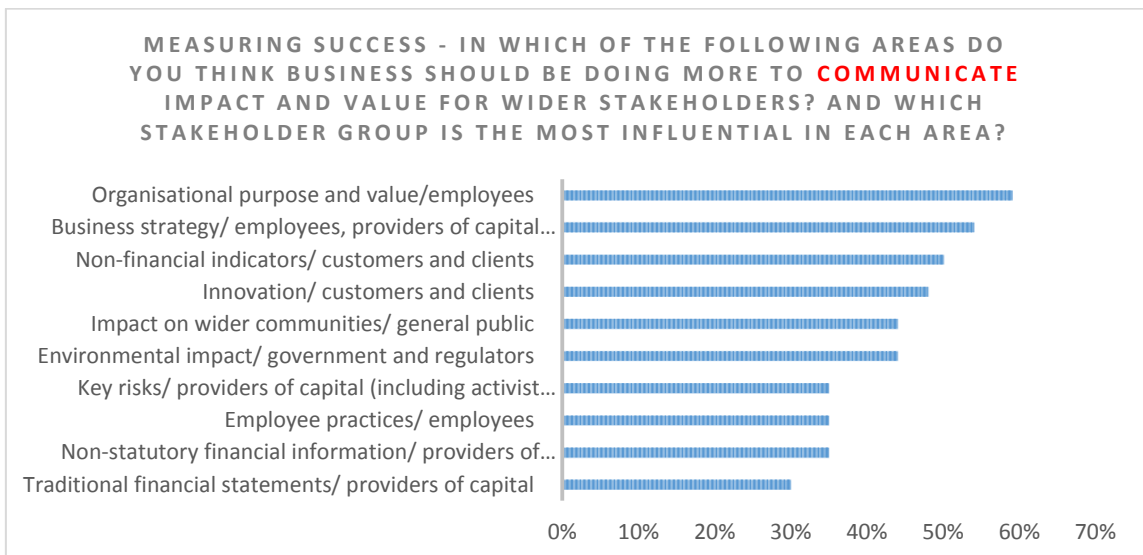 MEASURING SUCCESS - IN WHICH OF THE FOLLOWING AREAS DO
YOU THINK BUSINESS SHOULD BE DOING MORE TO COMMUNICATE
IMPACT AND VALUE FOR WIDER STAKEHOLDERS? AND WHICH
STAKEHOLDER GROUP IS THE MOST INFLUENTIAL IN EACH AREA?
Organisational purpose and value/employees
Business strategy/ employees, providers of capital...
Non-financial indicators/ customers and clients
Innovation/ customers and clients
Impact on wider communities/ general public
Environmental impact/ government and regulators
Key risks/ providers of capital (including activist...
Employee practices/ employees
Non-statutory financial information/ providers of...
Traditional financial statements/ providers of capital
0% 10% 20% 30% 40% 50% 60% 70%